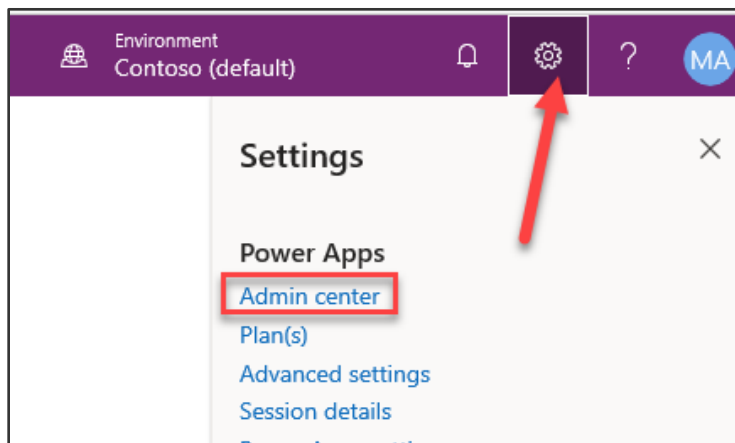 Environment
Contoso (default)
?
MA
Settings
Power Apps
Admin center
Plan(s)
Advanced settings
Session details